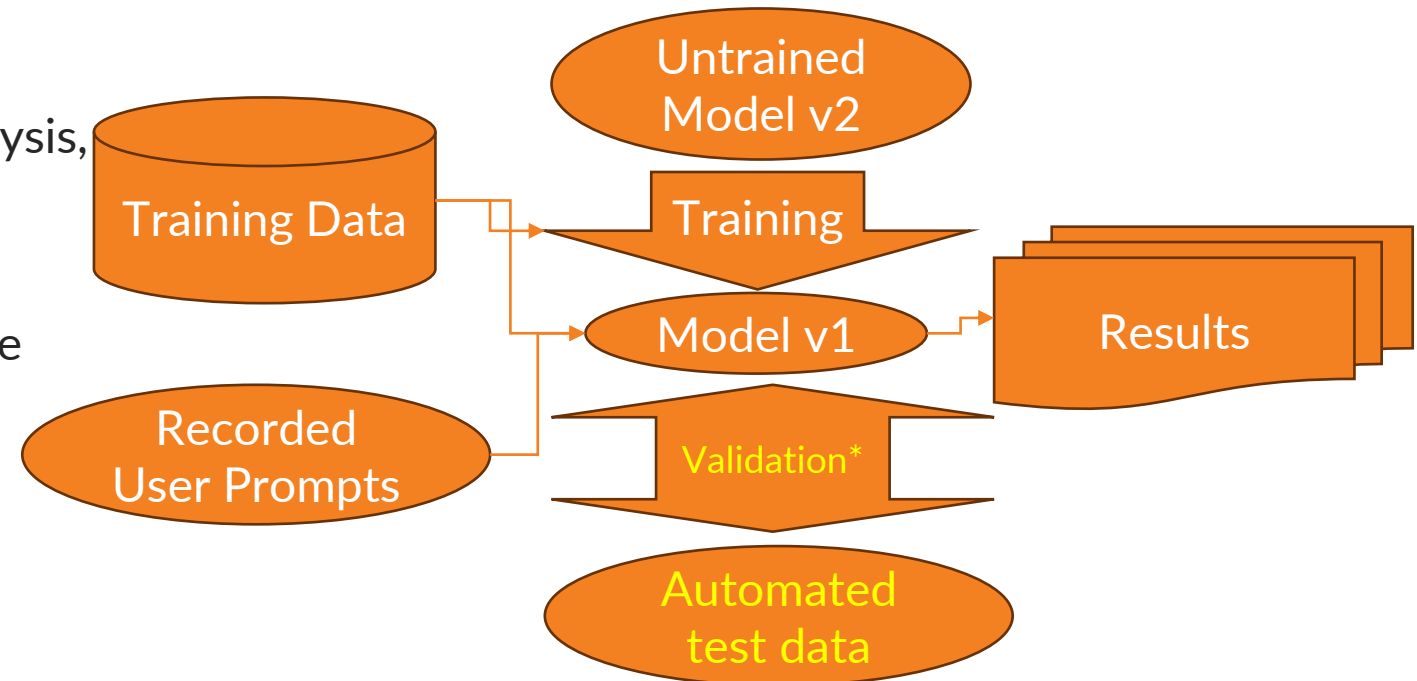 Untrained
Model v2
ysis,
Training Data
Training
Model v1
Results
e
Recorded
User Prompts
Validation*
Automated
test data